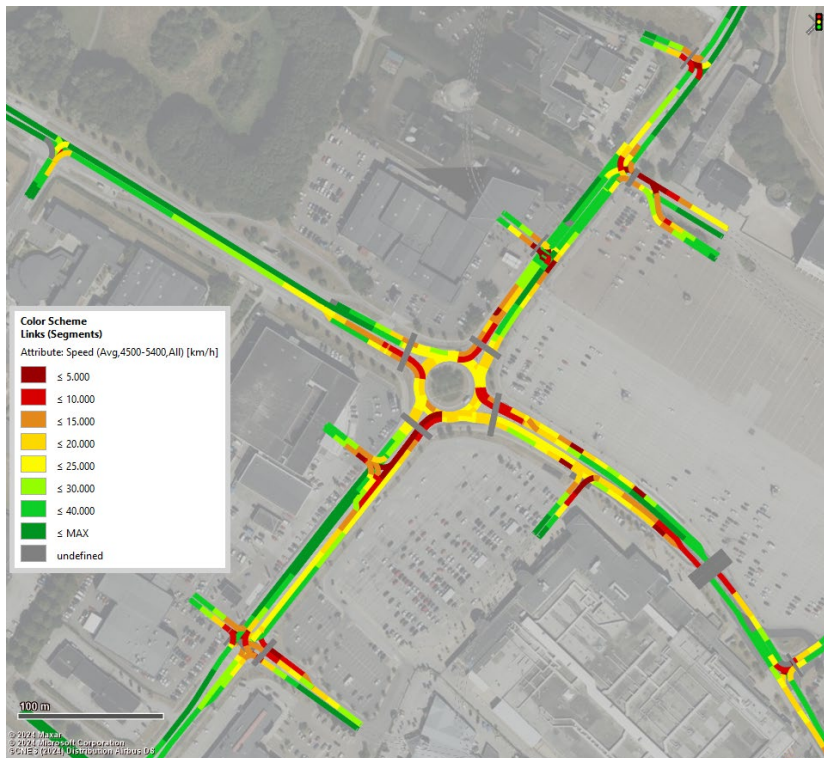 Color Scheme
Links (Segments)
Attribute: Speed (Avg,4500-5400,All) [km/h]
≤ 5.000
≤ 10.000
≤ 15.000
≤ 20.000
≤ 25.000
≤ 30.000
≤ 40.000
≤ MAX
undefined
100 m
© 2024 Maxar
© 2024 Microsoft Corporation
©CNES (2024) Distribution Airbus DS